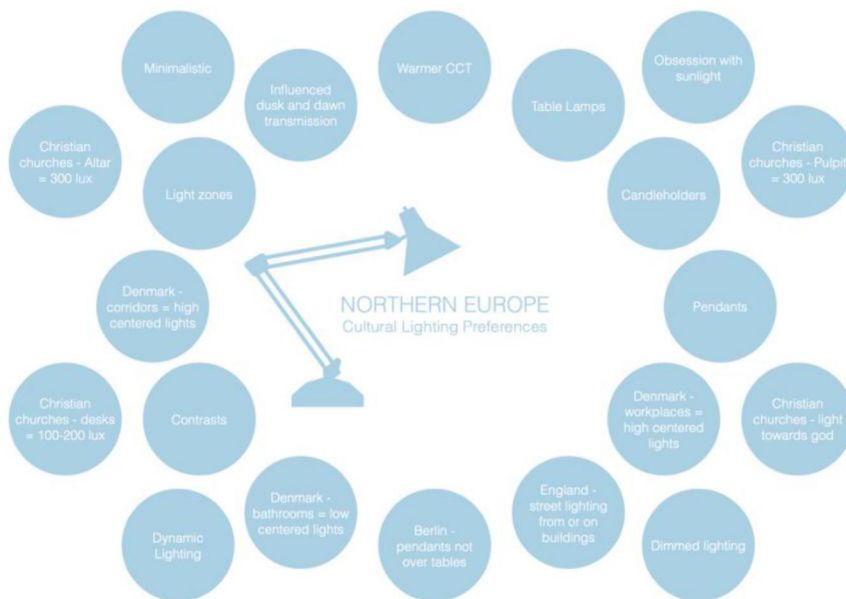 Minimalistic
Influenced
dusk and dawn
transmission
Warmer CCT
Table Lamps
Obsession with
sunlight
Christian
churches - Altar
= 300 lux
Light zones
Candleholders
Christian
churches - Pulpit
= 300 lux
Denmark -
corridors = high
centered lights
NORTHERN EUROPE
Cultural Lighting Preferences
Pendants
Christian
churches - desks
= 100-200 lux
Contrasts
Denmark -
workplaces =
high centered
lights
Christian
churches - light
towards god
Dynamic
Lighting
Denmark -
bathrooms = low
centered lights
Berlin -
pendants not
over tables
England -
street lighting
from or on
buildings
Dimmed lighting